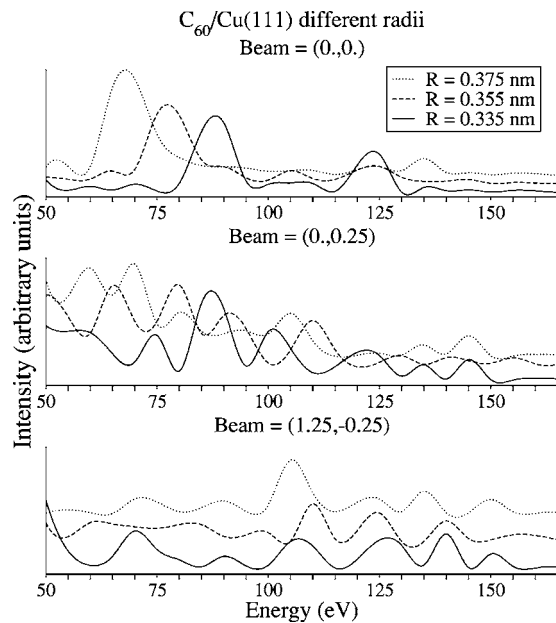 C60/Cu(111) different radii
Beam = (0.,0.)
R = 0.375 nm
R = 0.355 nm
R = 0.335 nm
50 75 100 125 150
Beam = (0.,0.25)
50 75 100 125 150
Beam = (1.25,-0.25)
50 75 100 125 150
Energy (eV)
Intensity (arbitrary units)